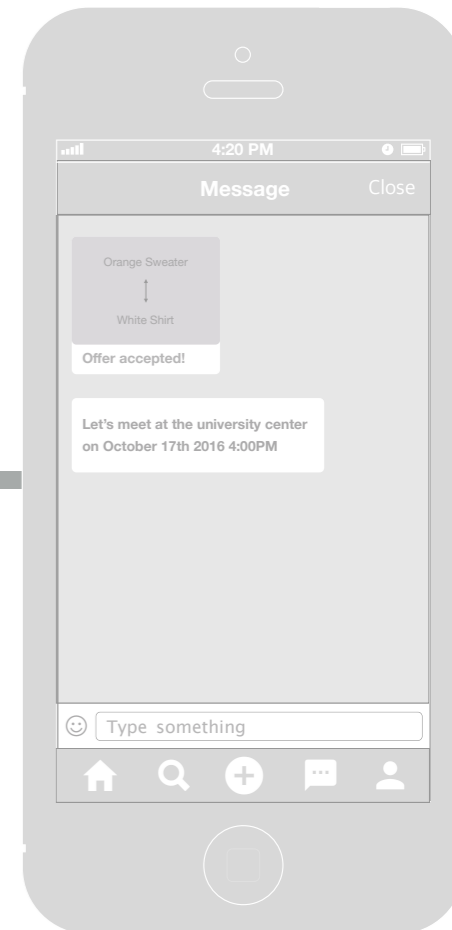 4:20 PM
Message Close
Orange Sweater
White Shirt
Offer accepted!
Let’s meet at the university center
on October 17th 2016 4:00PM
Type something